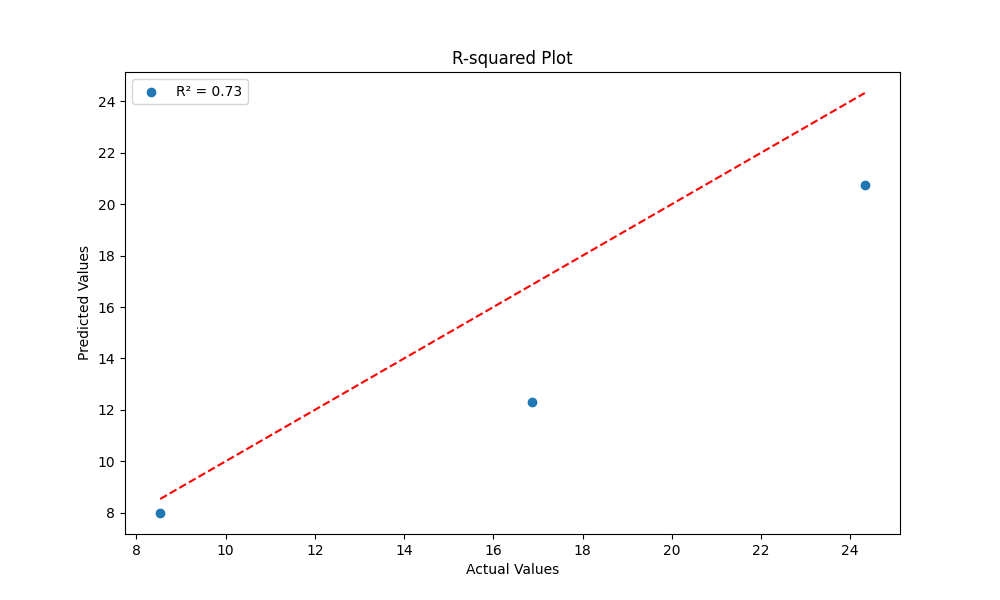 R-squared Plot
R² = 0.73
24
22
20
18
16
14
12
10
8
Predicted Values
8 10 12 14 16 18 20 22 24
Actual Values